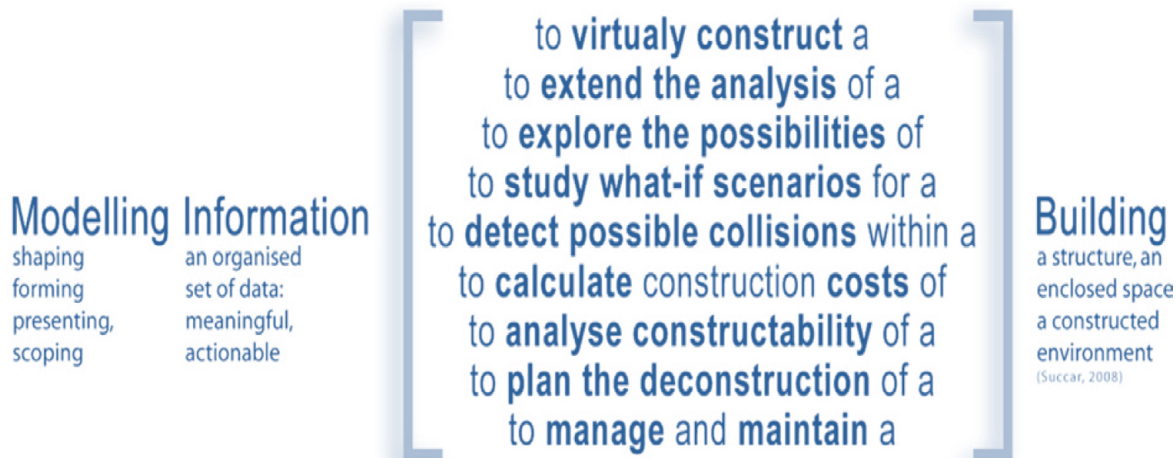 Modelling
shaping
forming
presenting,
scoping
Information
an organised
set of data:
meaningful,
actionable
to virtualy construct a
to extend the analysis of a
to explore the possibilities of
to study what-if scenarios for a
to detect possible collisions within a
to calculate construction costs of
to analyse constructability of a
to plan the deconstruction of a
to manage and maintain a
Building
a structure, an
enclosed space
a constructed
environment
(Succar, 2008)